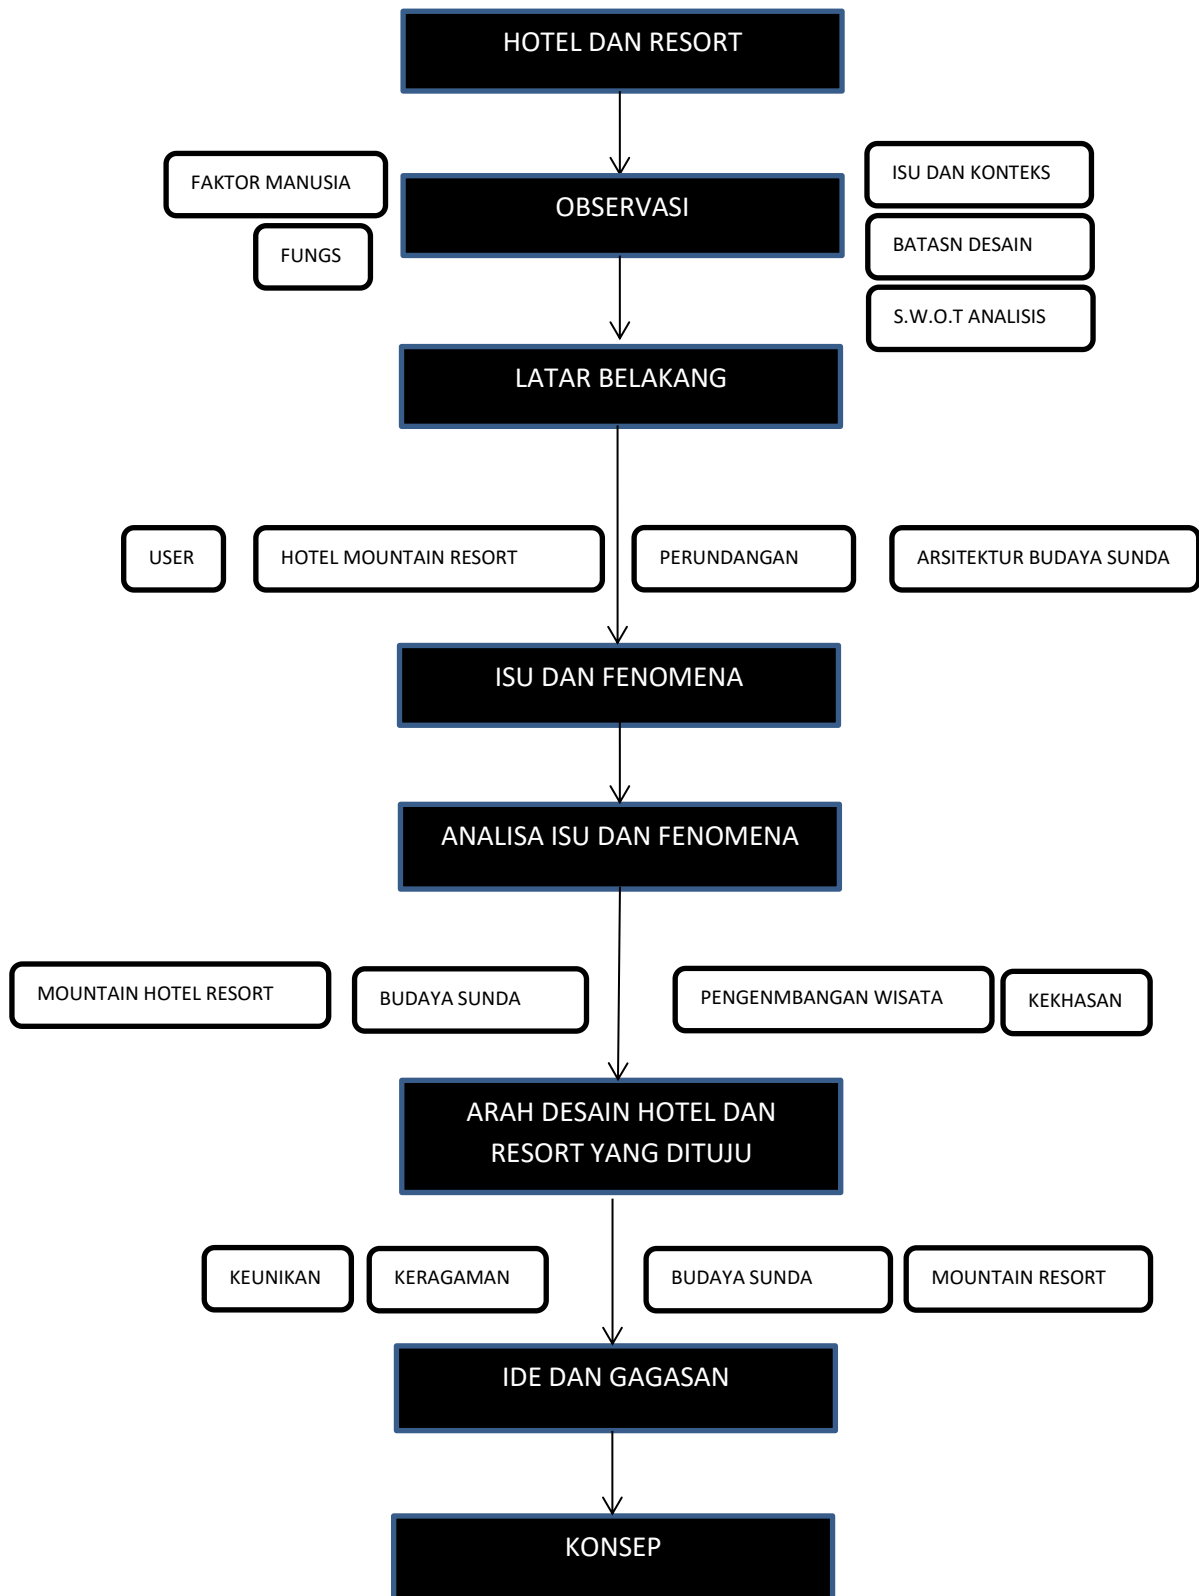 HOTEL DAN RESORT
FAKTOR MANUSIA
FUNGS
OBSERVASI
ISU DAN KONTEKS
BATASN DESAIN
S.W.O.T ANALISIS
LATAR BELAKANG
USER
HOTEL MOUNTAIN RESORT
PERUNDANGAN
ARSITEKTUR BUDAYA SUNDA
ISU DAN FENOMENA
ANALISA ISU DAN FENOMENA
MOUNTAIN HOTEL RESORT
BUDAYA SUNDA
PENGENMBANGAN WISATA
KEKHASAN
ARAH DESAIN HOTEL DAN
RESORT YANG DITUJU
KEUNIKAN
KERAGAMAN
BUDAYA SUNDA
MOUNTAIN RESORT
IDE DAN GAGASAN
KONSEP